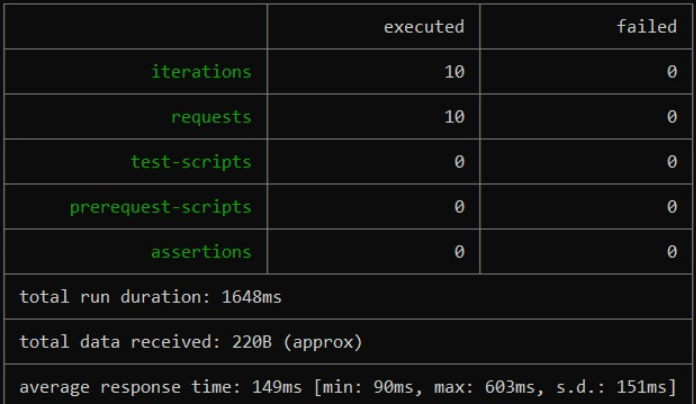 executed failed
iterations 10 0
requests 10 0
test-scripts 0 0
prerequest-scripts 0 0
assertions 0 0
total run duration: 1648ms
total data received: 220B (approx)
average response time: 149ms [min: 90ms, max: 603ms, s.d.: 151ms]